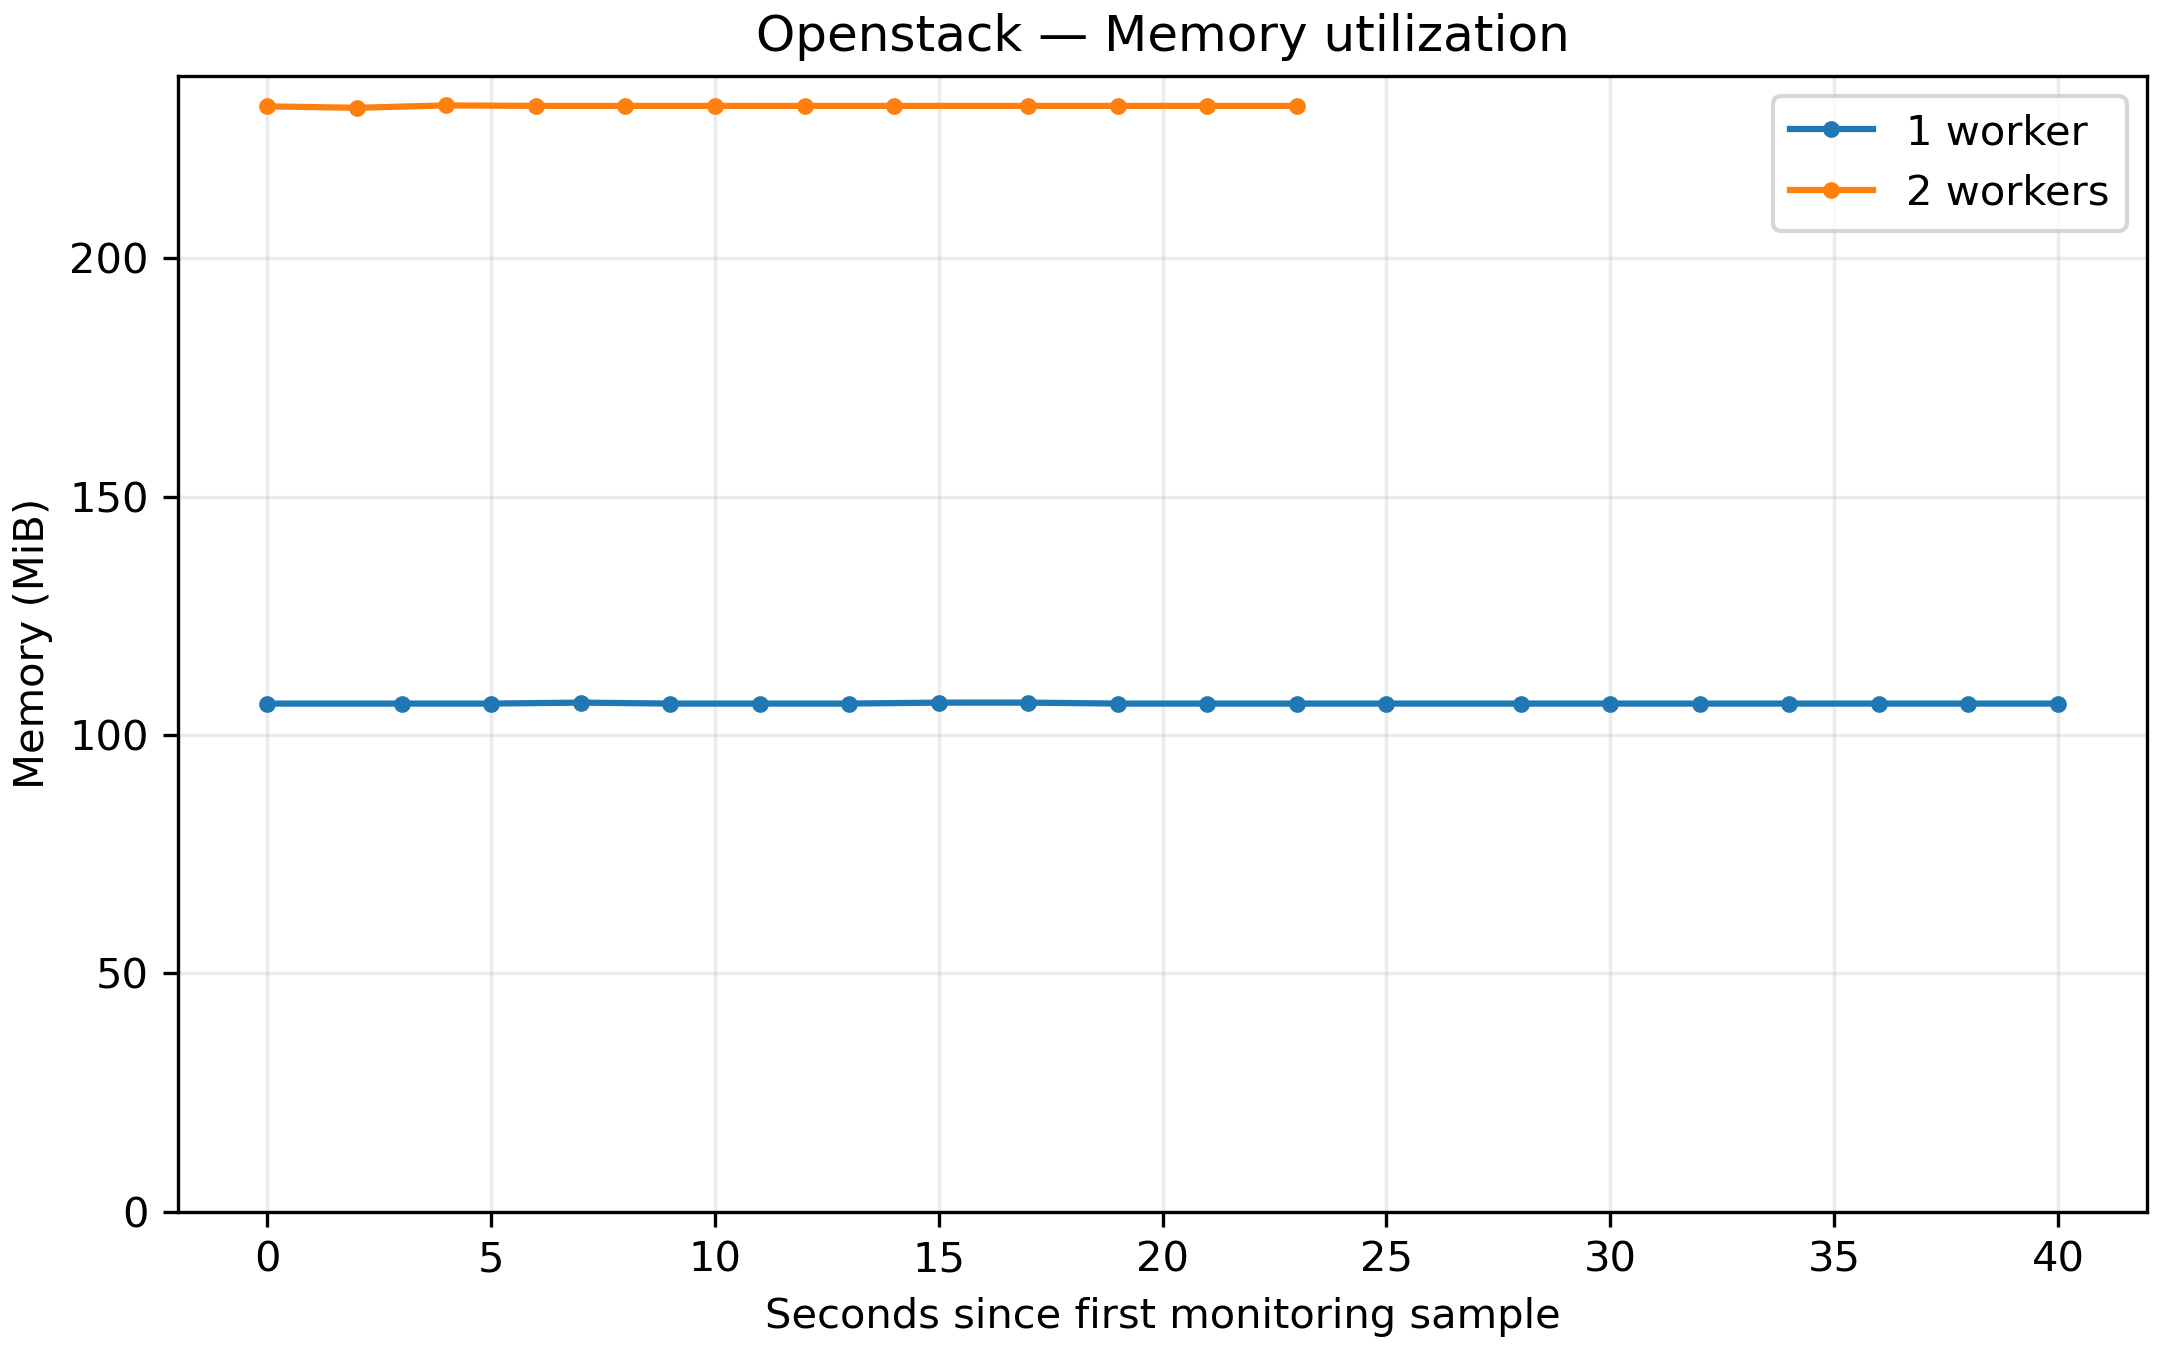 Openstack — Memory utilization
1 worker
2 workers
Memory (MiB)
200
150
100
50
0
0 5 10 15 20 25 30 35 40
Seconds since first monitoring sample